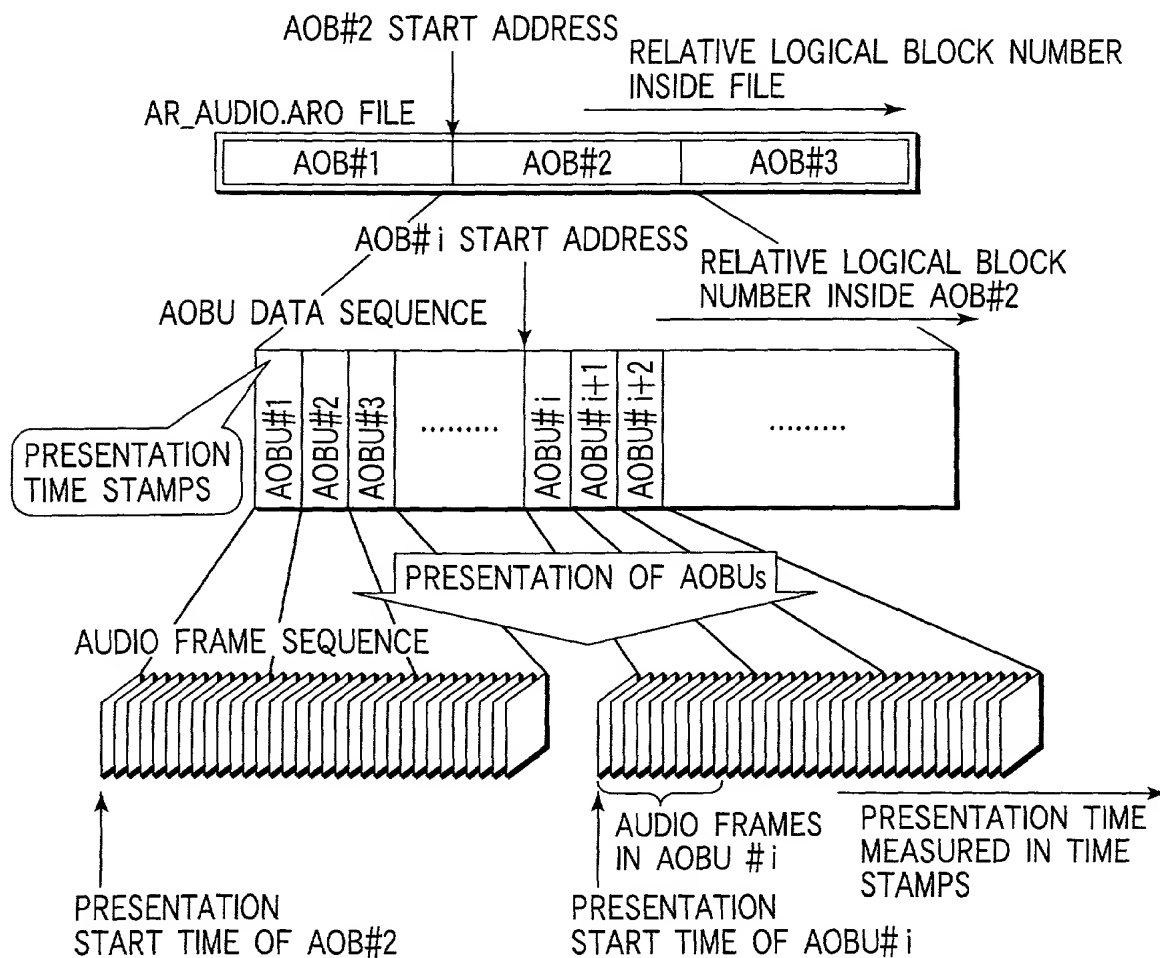 AOB#2 START ADDRESS
RELATIVE LOGICAL BLOCK NUMBER
INSIDE FILE
AR_AUDIO.ARO FILE
AOB#1
AOB#2
AOB#3
AOB#i START ADDRESS
RELATIVE LOGICAL BLOCK
NUMBER INSIDE AOB#2
AOBU DATA SEQUENCE
AOBU#1
AOBU#2
AOBU#3
.........
AOBU#i
AOBU#i+1
AOBU#i+2
.........
PRESENTATION
TIME STAMPS
PRESENTATION OF AOBUs
AUDIO FRAME SEQUENCE
AUDIO FRAMES
IN AOBU #i
PRESENTATION TIME
MEASURED IN TIME
STAMPS
PRESENTATION
START TIME OF AOB#2
PRESENTATION
START TIME OF AOBU#i